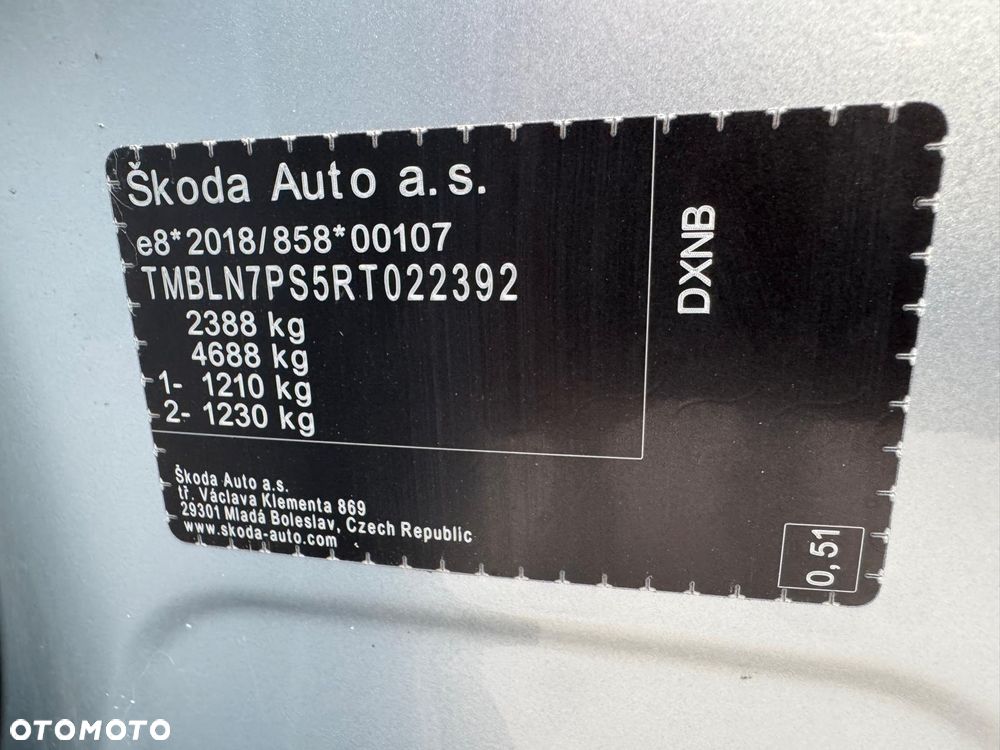 Škoda Auto a.s.
e8*2018/858*00107
TMBLN7PS5RT022392
2388 kg
4688 kg
1- 1210 kg
2- 1230 kg
DXNB
Škoda Auto a.s.
tř. Václava Klementa 869
29301 Mladá Boleslav, Czech Republic
www.skoda-auto.com
0,51
OTOMOTO